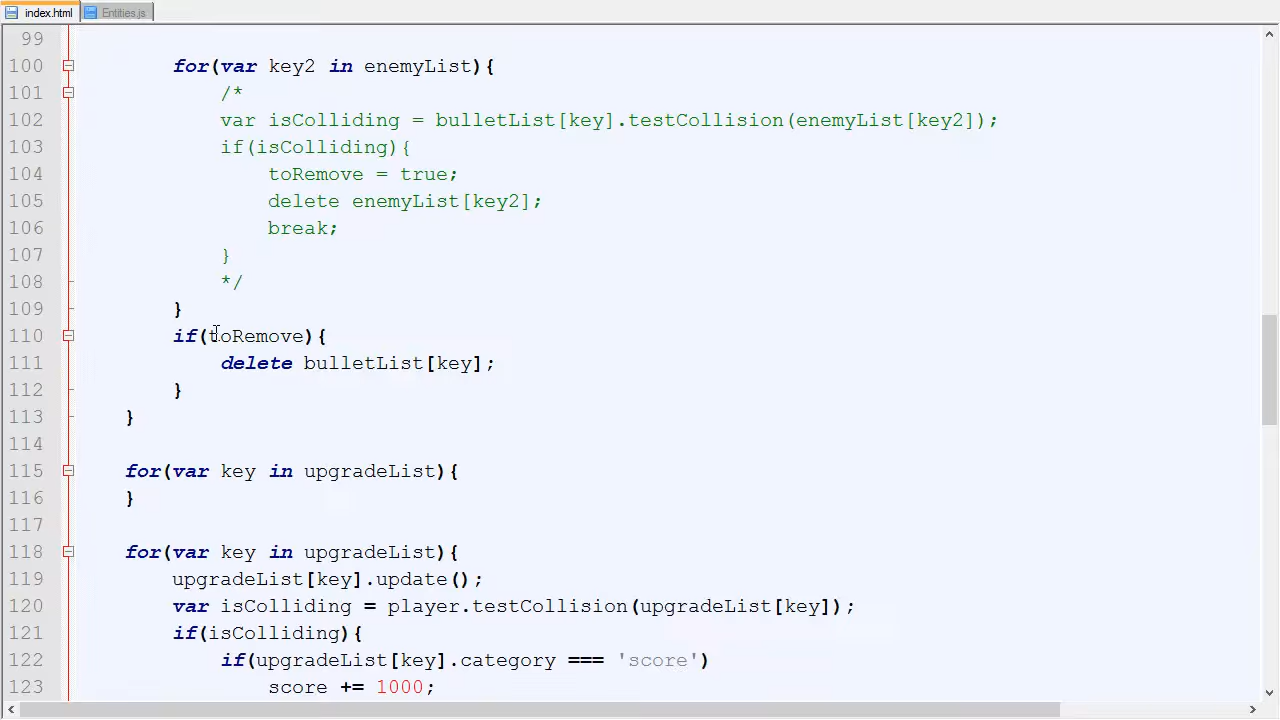 index.html Entities.js
99
100 for(var key2 in enemyList){
101 /*
102 var isColliding = bulletList[key].testCollision(enemyList[key2]);
103 if(isColliding){
104 toRemove = true;
105 delete enemyList[key2];
106 break;
107 }
108 */
109 }
110 if(toRemove){
111 delete bulletList[key];
112 }
113 }
114
115 for(var key in upgradeList){
116 }
117
118 for(var key in upgradeList){
119 upgradeList[key].update();
120 var isColliding = player.testCollision(upgradeList[key]);
121 if(isColliding){
122 if(upgradeList[key].category === 'score')
123 score += 1000;